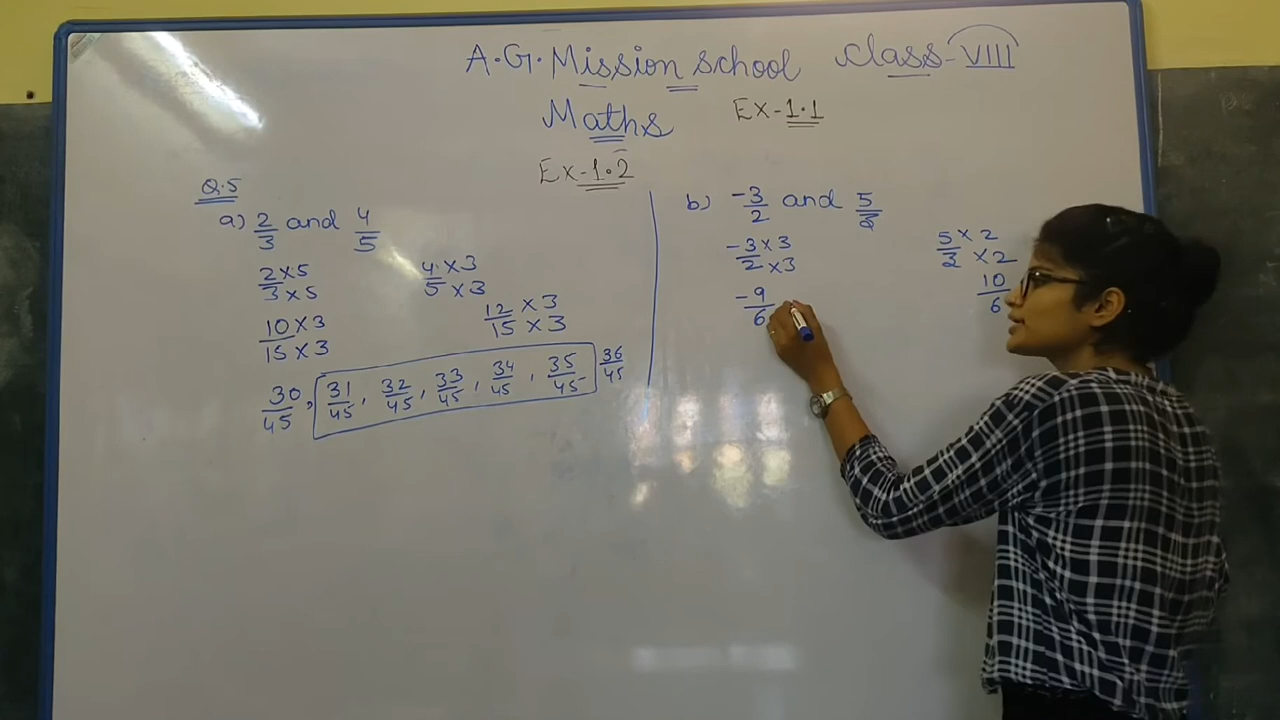 A.G. Mission school Class-VIII
Maths Ex-1.1
Ex-1.2
Q.5
a) 2/3 and 4/5
2/3 × 5/5 4/5 × 3/3
10/15 × 3/3 12/15 × 3/3
30/45, 31/45, 32/45, 33/45, 34/45, 35/45 36/45
b) -3/2 and 5/3
-3/2 × 3/3 5/3 × 2/2
-9/6 10/6